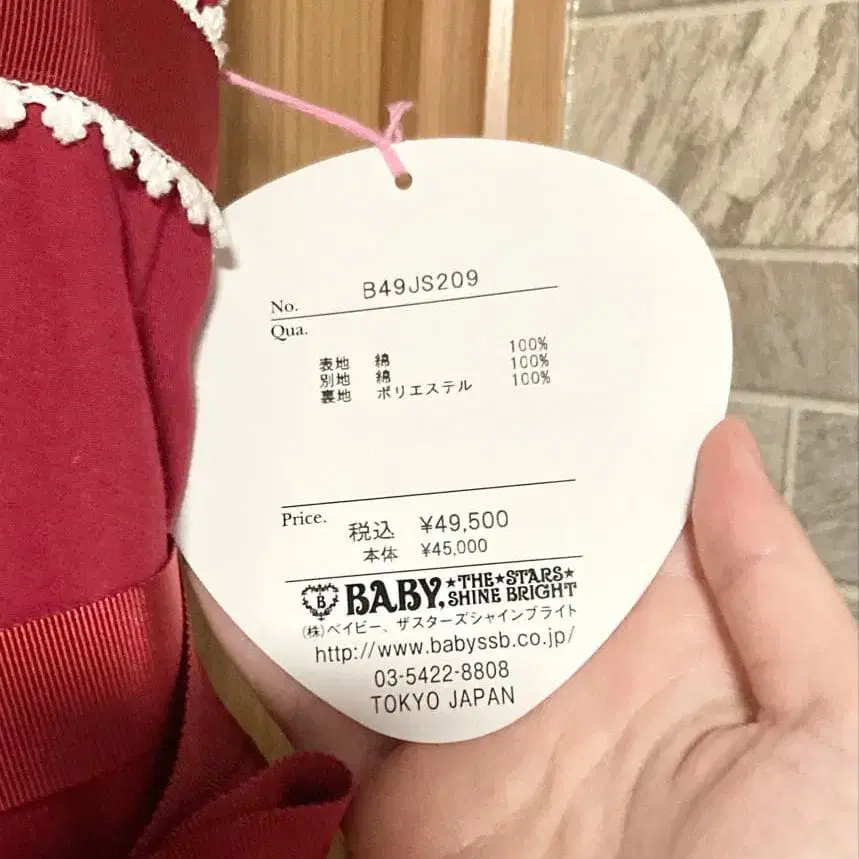 No. B49JS209
Qua.
表地 綿 100%
別地 綿 100%
裏地 ポリエステル 100%
Price. 税込 ¥49,500
本体 ¥45,000
B BABY, ★THE★STARS★
SHINE BRIGHT
(株)ベイビー、ザスターズシャインブライト
http://www.babyssb.co.jp/
03-5422-8808
TOKYO JAPAN